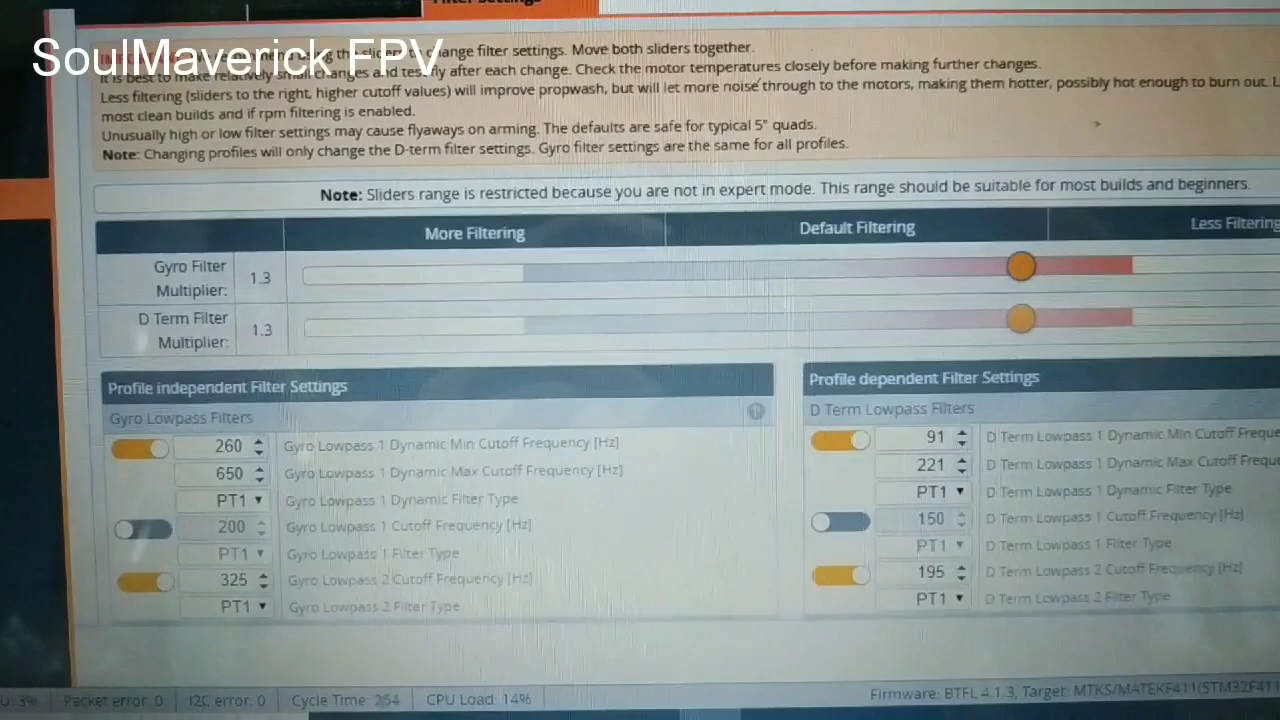 Filter Settings
SoulMaverick FPV
the sliders to change filter settings. Move both sliders together.
It is best to make relatively small changes and test fly after each change. Check the motor temperatures closely before making further changes.
Less filtering (sliders to the right, higher cutoff values) will improve propwash, but will let more noise through to the motors, making them hotter, possibly hot enough to burn out. L
most clean builds and if rpm filtering is enabled.
Unusually high or low filter settings may cause flyaways on arming. The defaults are safe for typical 5" quads.
Note: Changing profiles will only change the D-term filter settings. Gyro filter settings are the same for all profiles.
Note: Sliders range is restricted because you are not in expert mode. This range should be suitable for most builds and beginners.
More Filtering Default Filtering Less Filtering
Gyro Filter
Multiplier: 1.3
D Term Filter
Multiplier: 1.3
Profile independent Filter Settings
Gyro Lowpass Filters
260 Gyro Lowpass 1 Dynamic Min Cutoff Frequency [Hz]
650 Gyro Lowpass 1 Dynamic Max Cutoff Frequency [Hz]
PT1 Gyro Lowpass 1 Dynamic Filter Type
200 Gyro Lowpass 1 Cutoff Frequency [Hz]
PT1 Gyro Lowpass 1 Filter Type
325 Gyro Lowpass 2 Cutoff Frequency [Hz]
PT1 Gyro Lowpass 2 Filter Type
Profile dependent Filter Settings
D Term Lowpass Filters
91 D Term Lowpass 1 Dynamic Min Cutoff Freque
221 D Term Lowpass 1 Dynamic Max Cutoff Freque
PT1 D Term Lowpass 1 Dynamic Filter Type
150 D Term Lowpass 1 Cutoff Frequency [Hz]
PT1 D Term Lowpass 1 Filter Type
195 D Term Lowpass 2 Cutoff Frequency [Hz]
PT1 D Term Lowpass 2 Filter Type
U: 3% Packet error: 0 I2C error: 0 Cycle Time: 254 CPU Load: 14% Firmware: BTFL 4.1.3, Target: MTKS/MATEKF411(STM32F411